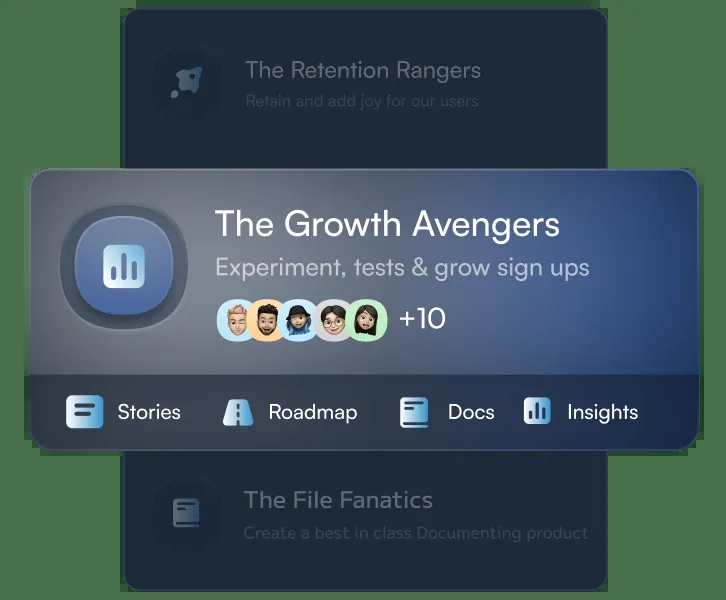 The Retention Rangers
Retain and add joy for our users
The Growth Avengers
Experiment, tests & grow sign ups
+10
Stories Roadmap Docs Insights
The File Fanatics
Create a best in class Documenting product